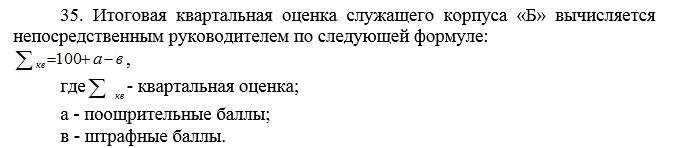 35. Итоговая квартальная оценка служащего корпуса «Б» вычисляется
непосредственным руководителем по следующей формуле:
∑кв=100+а−в,
где∑ кв- квартальная оценка;
а - поощрительные баллы;
в - штрафные баллы.